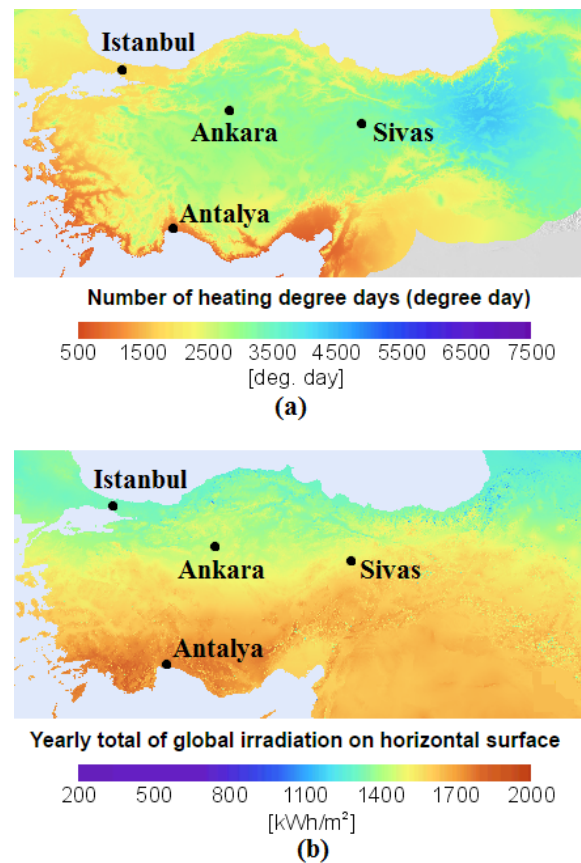 Istanbul
Ankara
Sivas
Antalya
Number of heating degree days (degree day)
500 1500 2500 3500 4500 5500 6500 7500
[deg. day]
(a)
Istanbul
Ankara
Sivas
Antalya
Yearly total of global irradiation on horizontal surface
200 500 800 1100 1400 1700 2000
[kWh/m²]
(b)